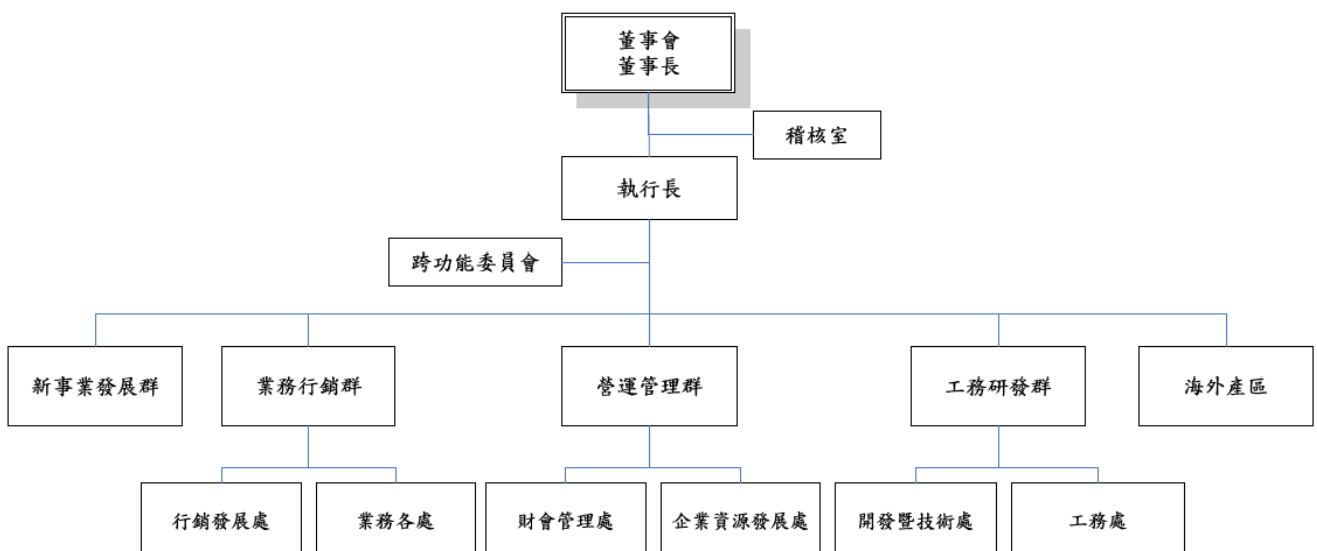 董事會
董事長
稽核室
執行長
跨功能委員會
新事業發展群
業務行銷群
營運管理群
工務研發群
海外產區
行銷發展處
業務各處
財會管理處
企業資源發展處
開發暨技術處
工務處